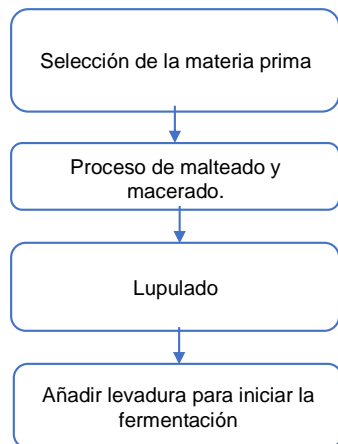 Selección de la materia prima
Proceso de malteado y
macerado.
Lupulado
Añadir levadura para iniciar la
fermentación